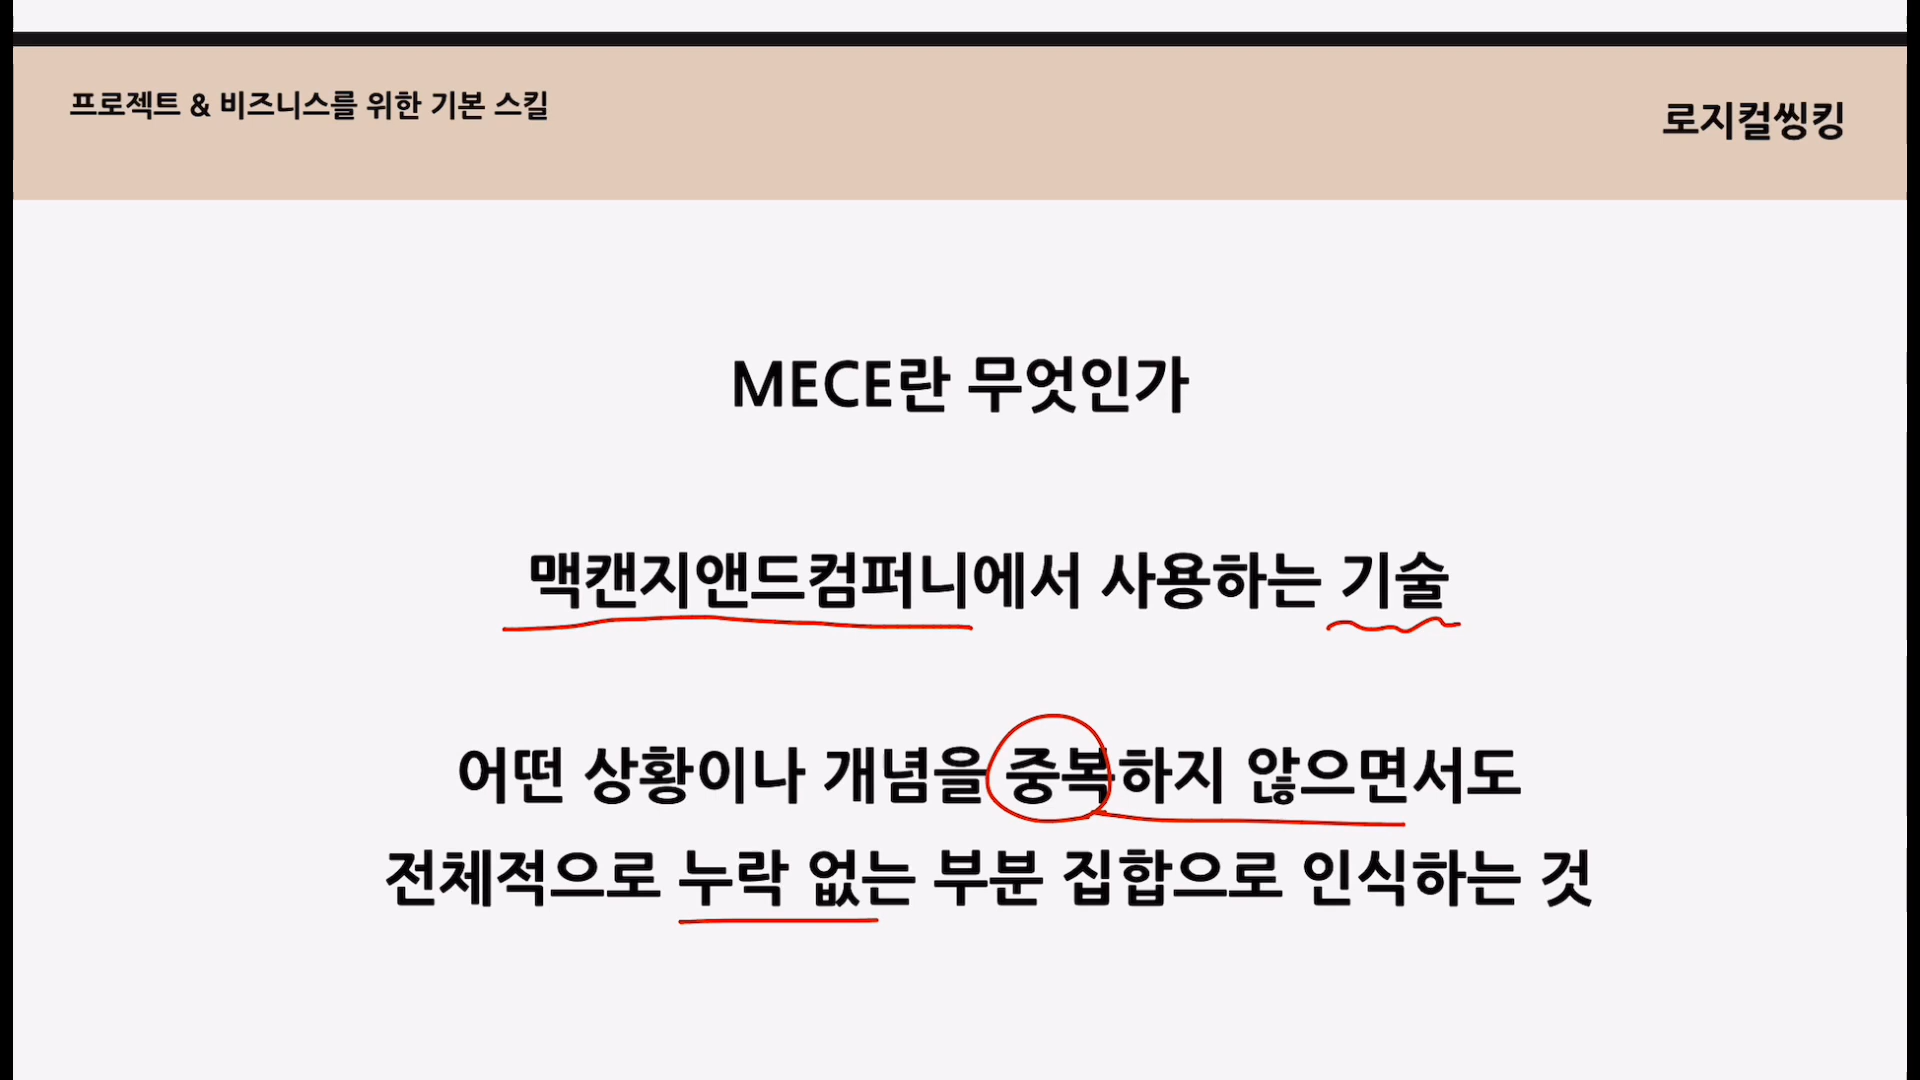 프로젝트 & 비즈니스를 위한 기본 스킬
로지컬씽킹
MECE란 무엇인가
맥캔지앤드컴퍼니에서 사용하는 기술
어떤 상황이나 개념을 중복하지 않으면서도
전체적으로 누락 없는 부분 집합으로 인식하는 것